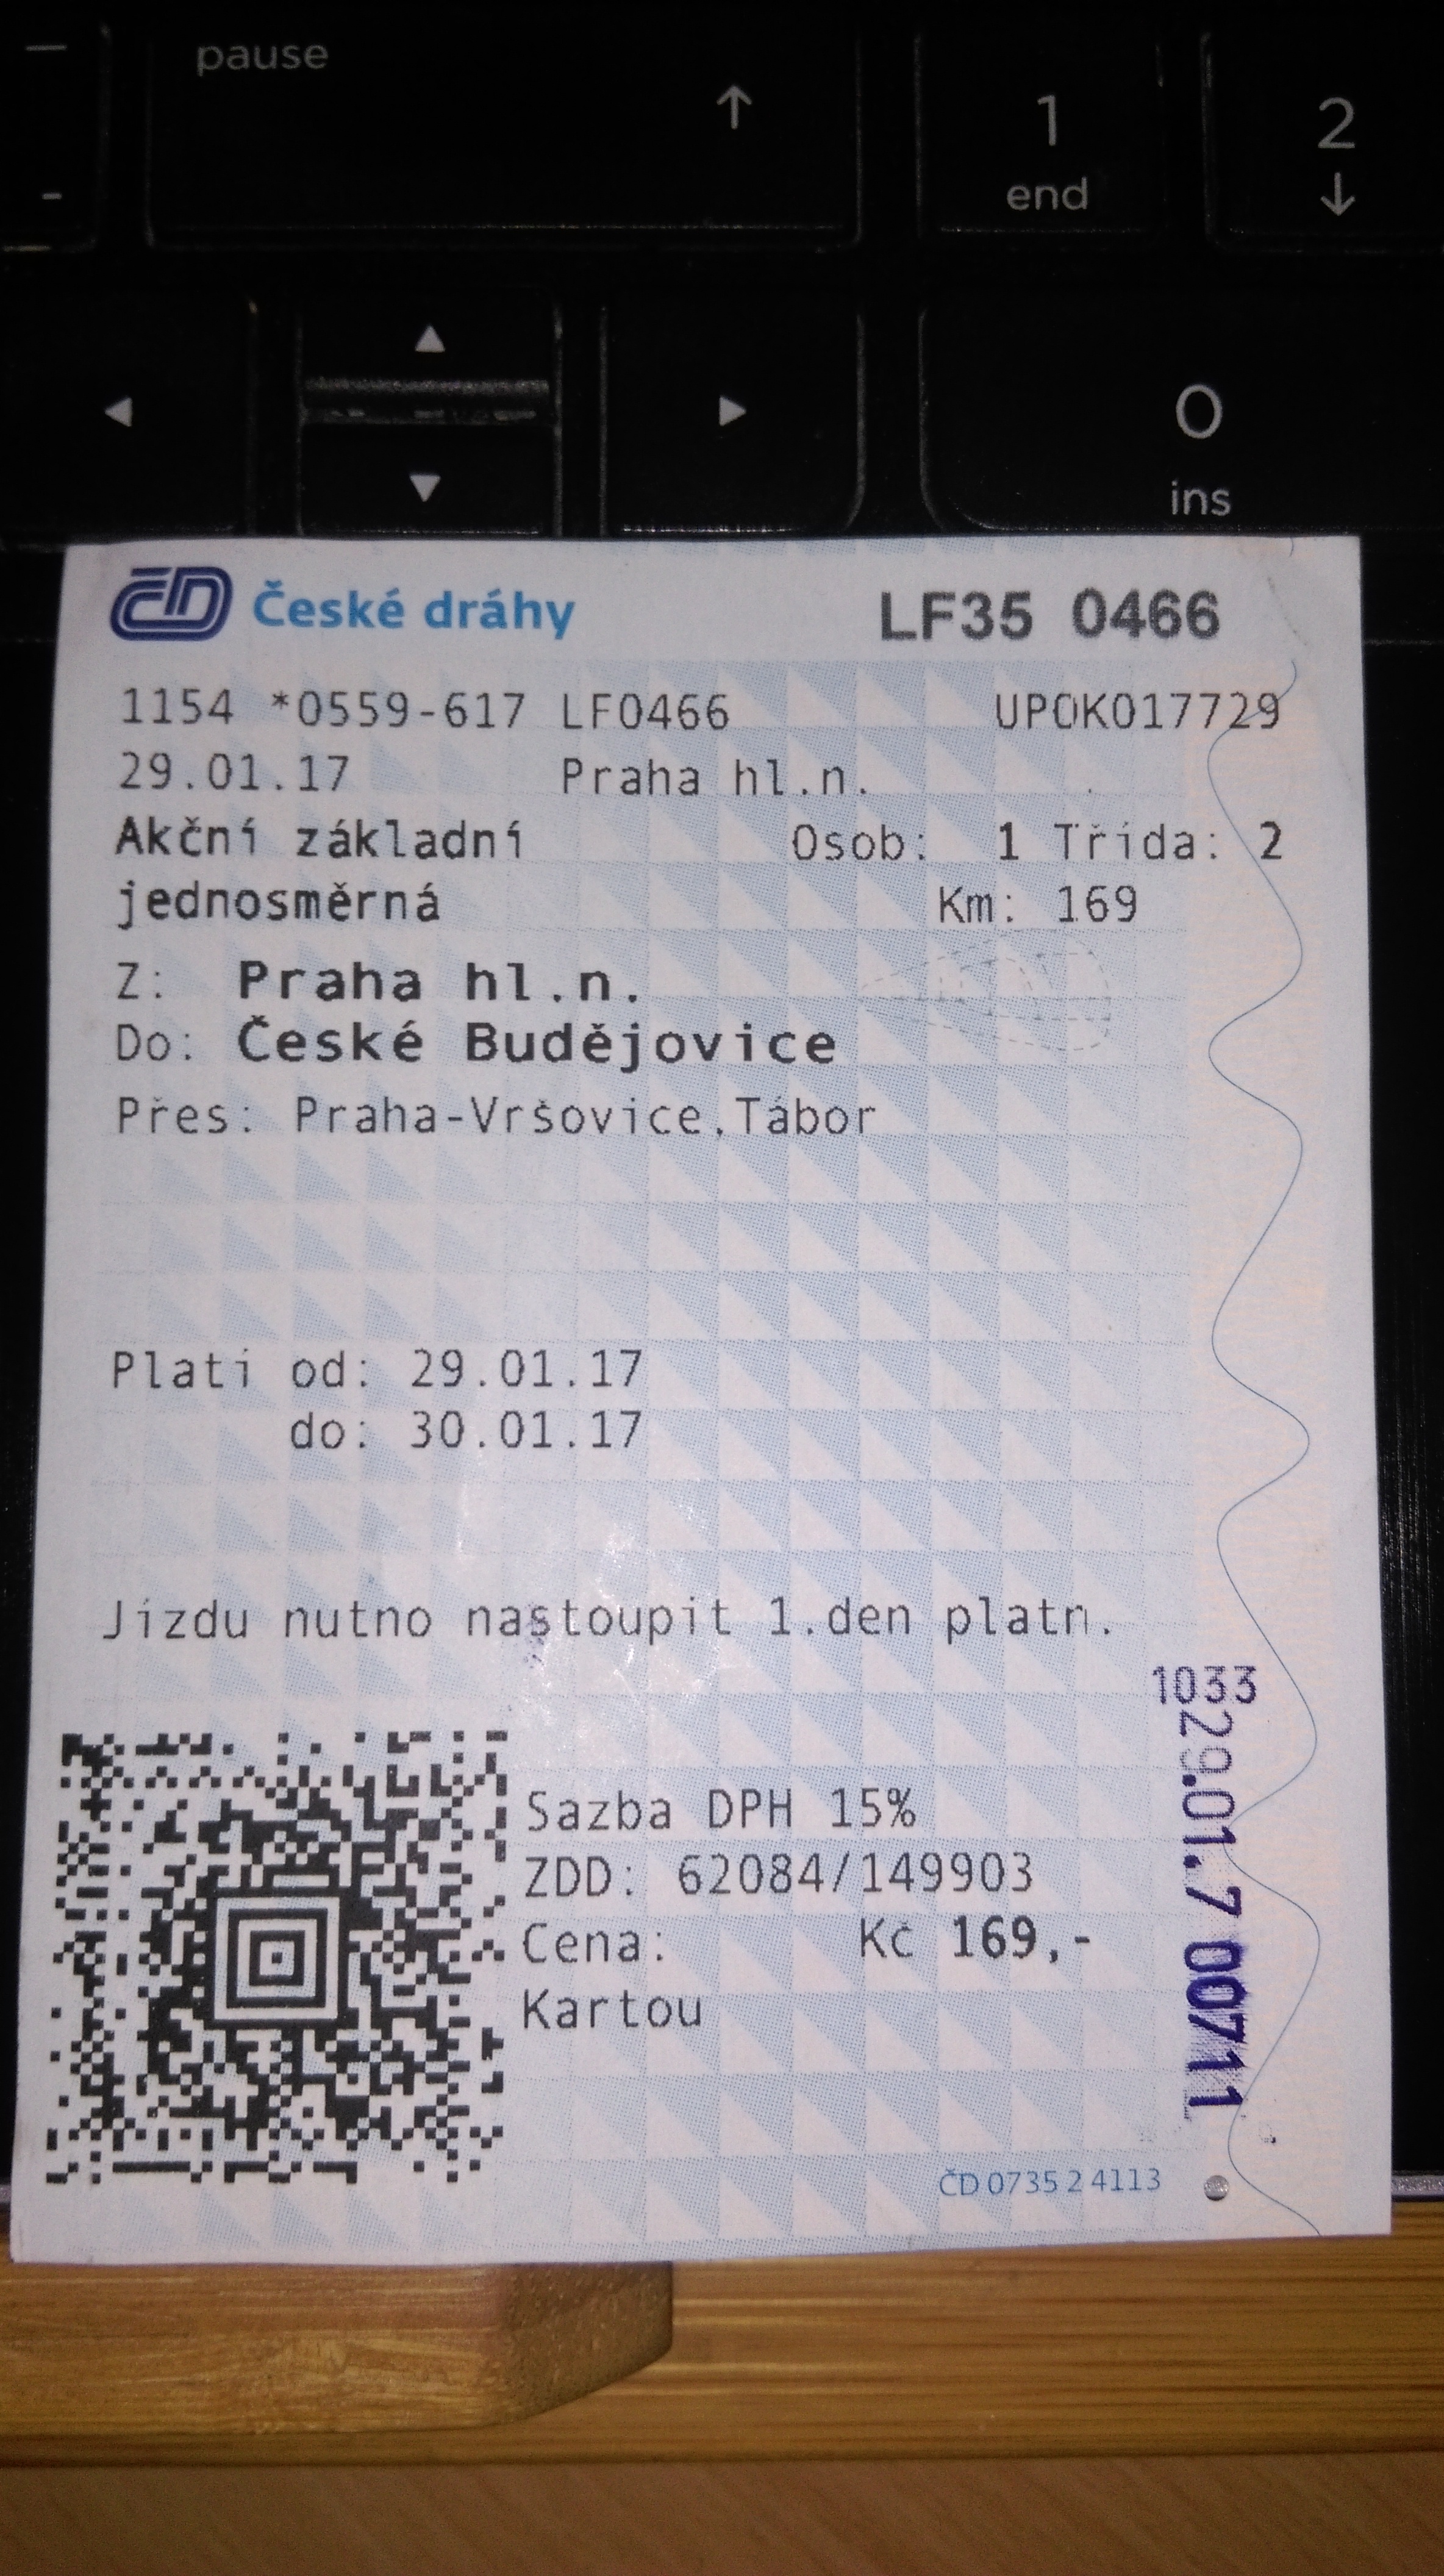 pause
↑
1
end
2
↓
0
ins
ČD České dráhy
LF35 0466
1154 *0559-617 LF0466 UPOK017729
29.01.17 Praha hl.n.
Akční základní Osob: 1 Třída: 2
jednosměrná Km: 169
Z: Praha hl.n.
Do: České Budějovice
Přes: Praha-Vršovice,Tábor
Platí od: 29.01.17
do: 30.01.17
Jízdu nutno nastoupit 1.den platn.
1033
29.01.7 00711
Sazba DPH 15%
ZDD: 62084/149903
Cena: Kč 169,-
Kartou
ČD 0735 2 4113